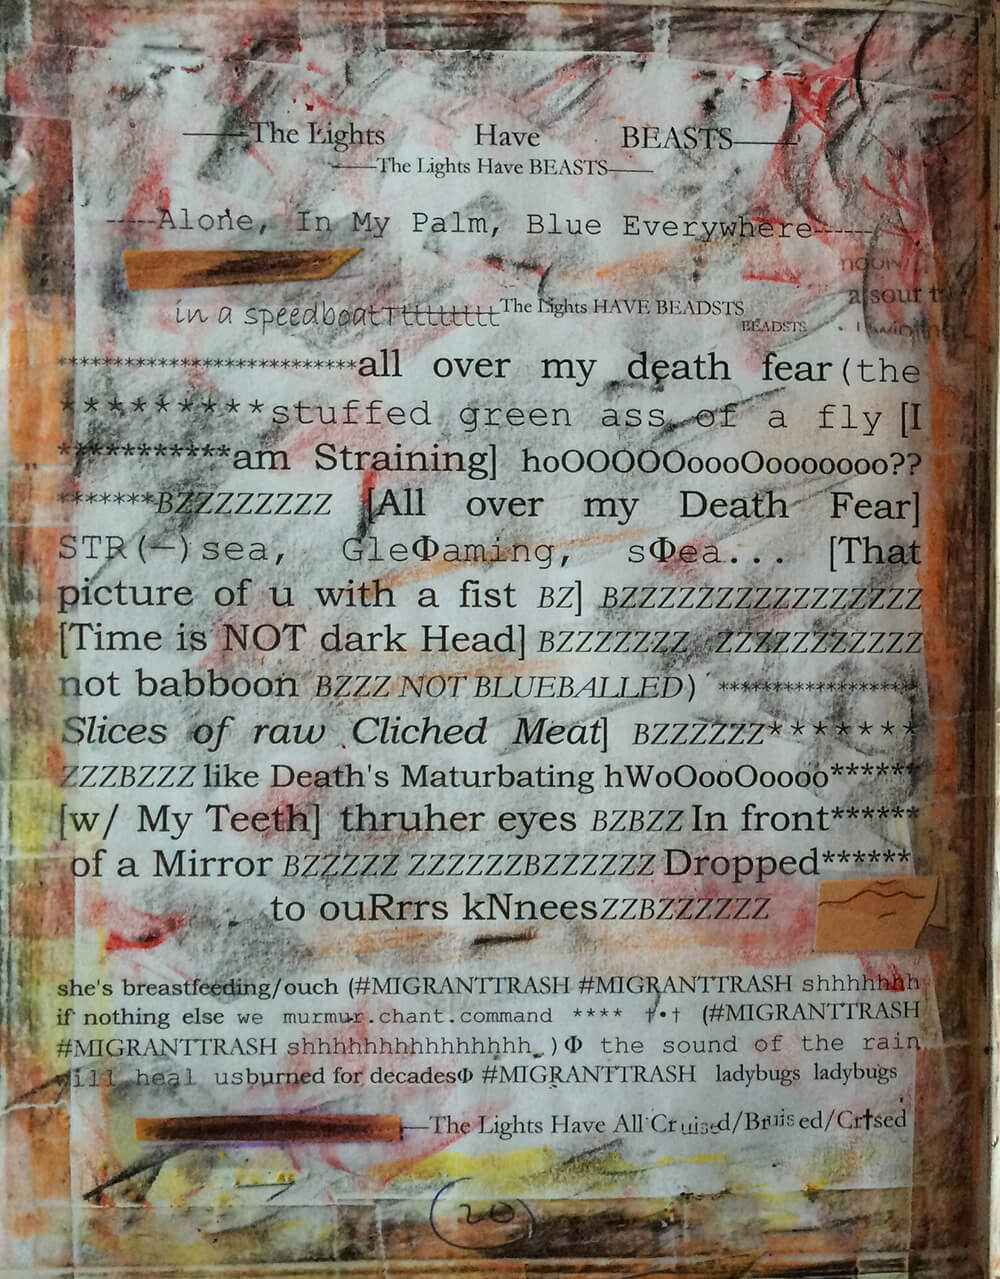 ——The Lights Have BEASTS——
——The Lights Have BEASTS——
----Alone, In My Palm, Blue Everywhere-----
noon/
a sour
in a speedboatTtttttttt The Lights HAVE BEADSTS
BEADSTS
****************************all over my death fear (the
*********stuffed green ass of a fly [I
************am Straining] hoOOOOOoooOoooooooo??
*******BZZZZZZZZZ [All over my Death Fear]
STR(—)sea, GleΦaming, sΦea... [That
picture of u with a fist BZ] BZZZZZZZZZZZZZZZZ
[Time is NOT dark Head] BZZZZZZZ ZZZZZZZZZZZ
not babboon BZZZ NOT BLUEBALLED) ******************
Slices of raw Cliched Meat] BZZZZZZ*******
ZZZBZZZ like Death's Maturbating hWoOooOoooo******
[w/ My Teeth] thruher eyes BZBZZ In front******
of a Mirror BZZZZZ ZZZZZZBZZZZZZ Dropped******
to ouRrrs kNneesZZBZZZZZZ
she's breastfeeding/ouch (#MIGRANTTRASH #MIGRANTTRASH shhhhhhh
if nothing else we murmur.chant.command **** †•† (#MIGRANTTRASH
#MIGRANTTRASH shhhhhhhhhhhhhhhh_)Φ the sound of the rain
will heal usburned for decadesΦ #MIGRANTTRASH ladybugs ladybugs
—The Lights Have All Cruised/Bruised/Cr†sed
20